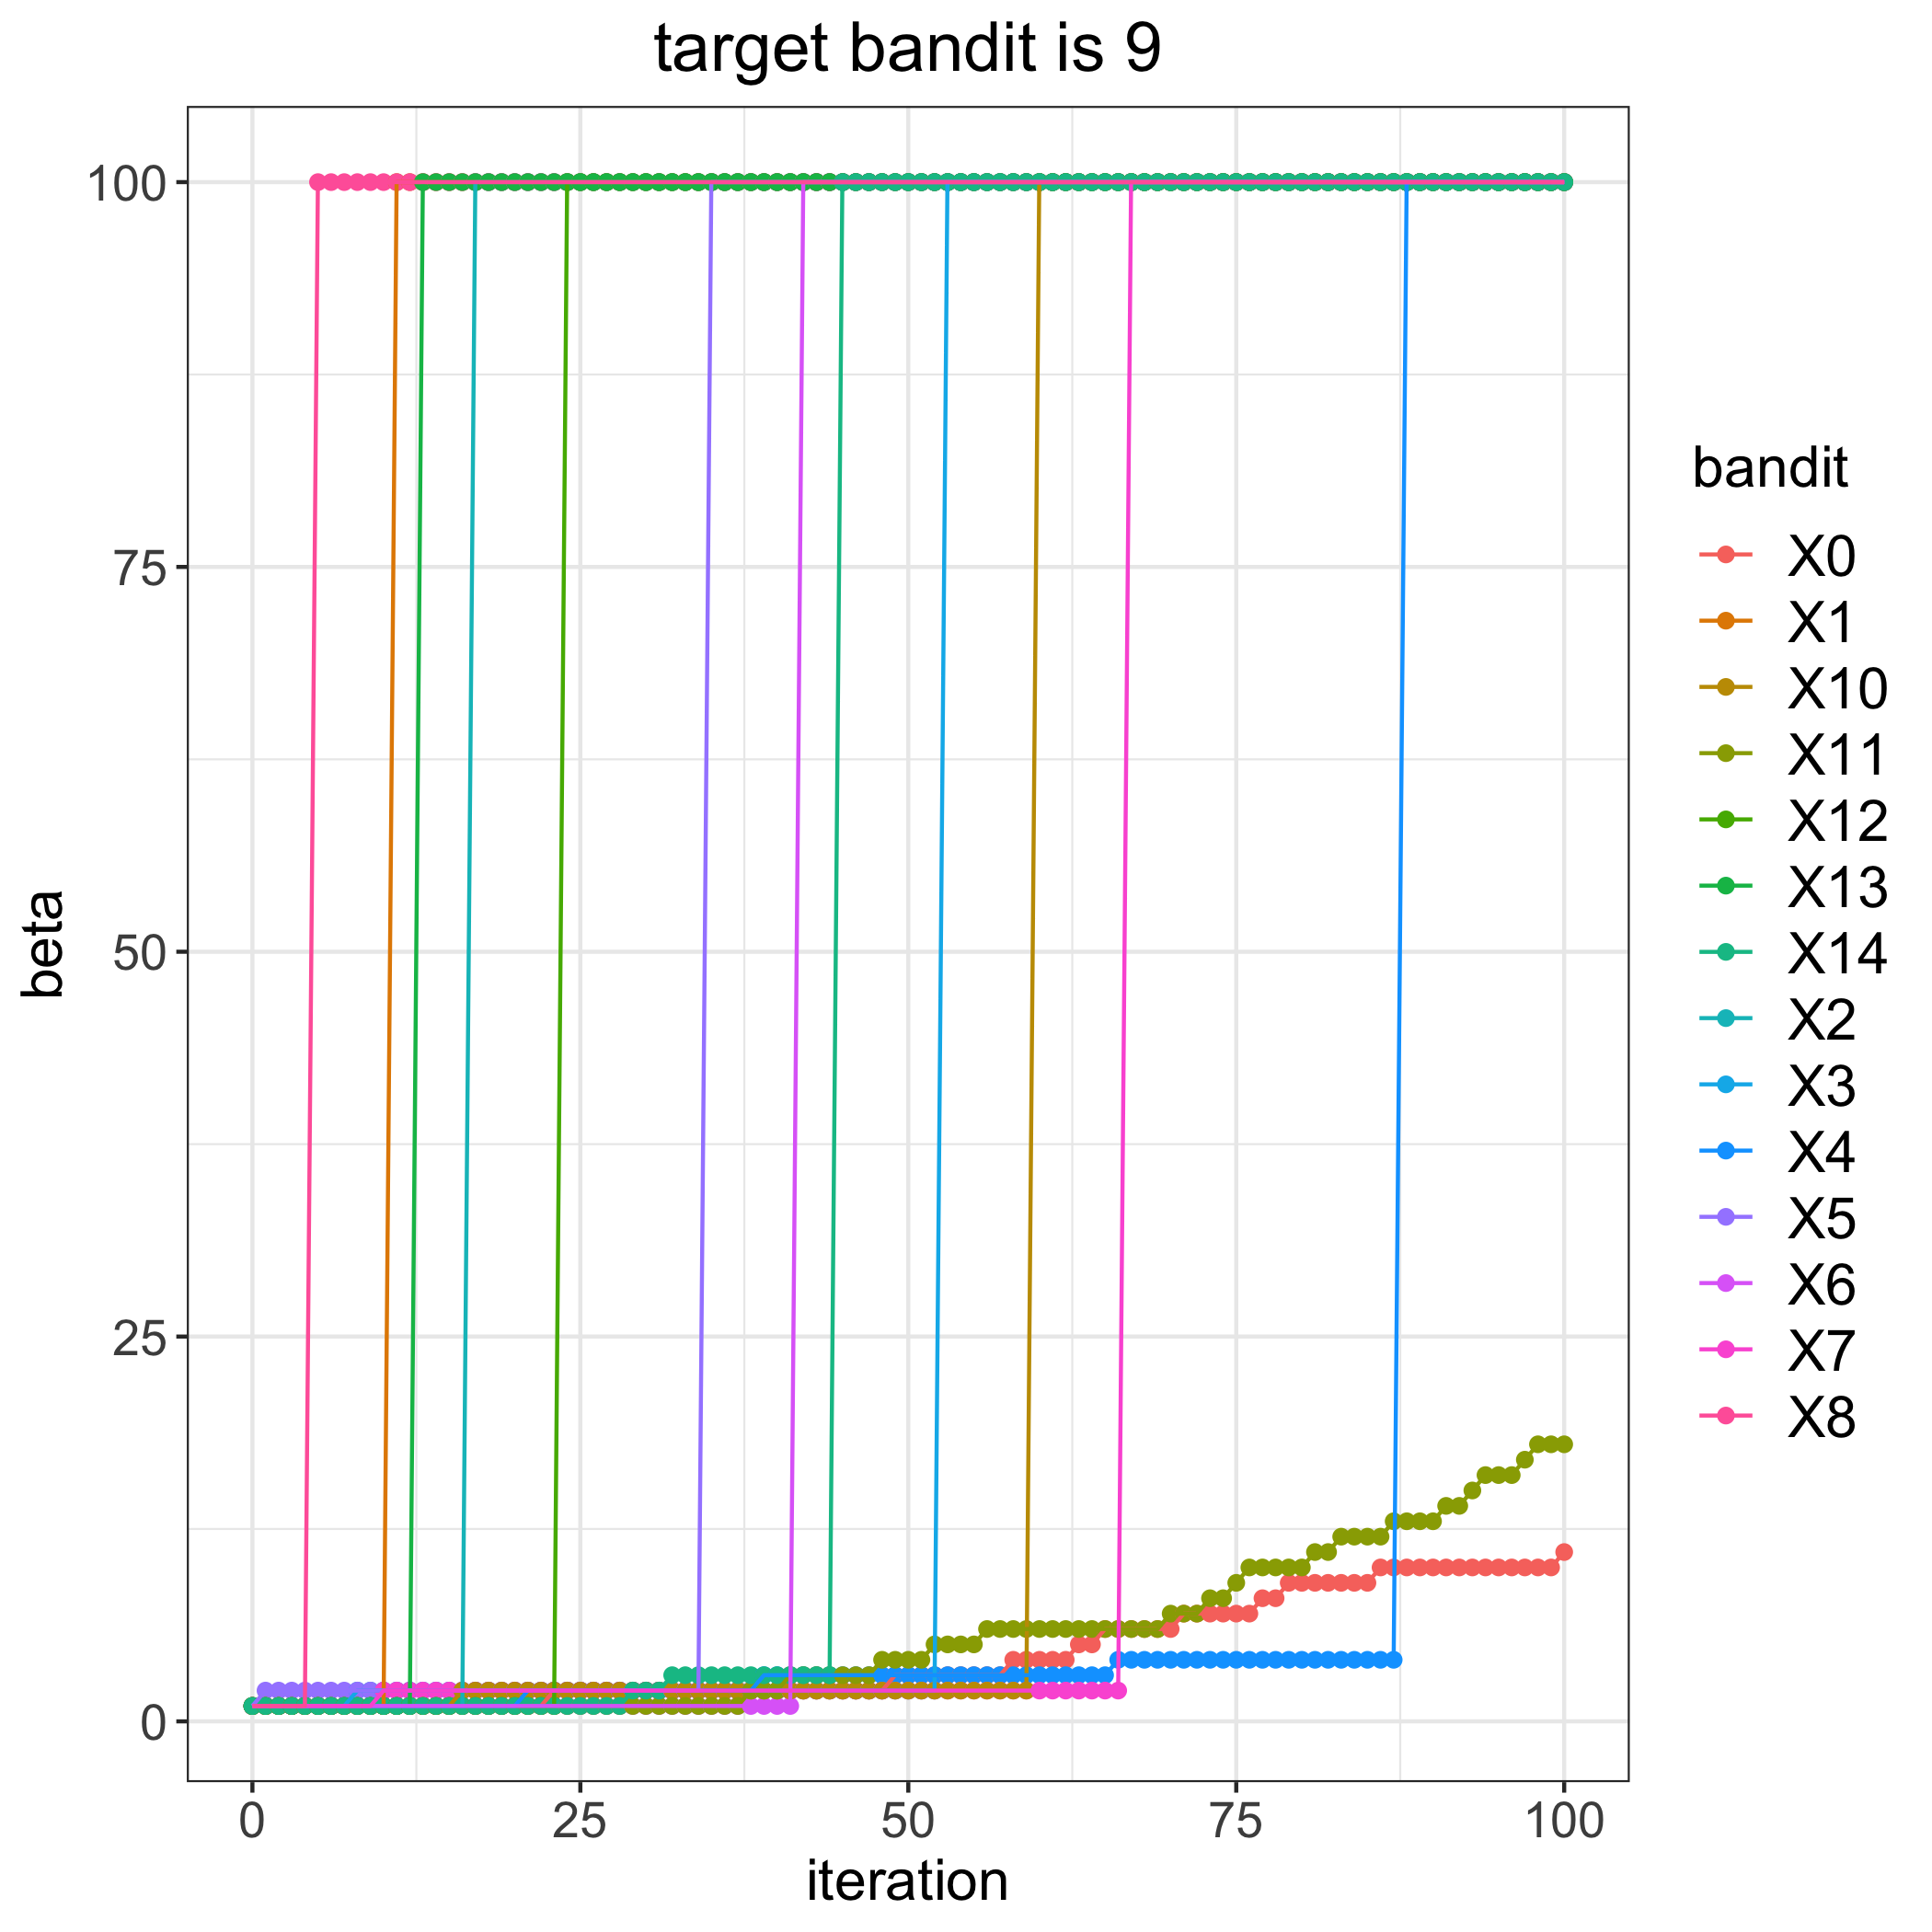 target bandit is 9
100
75
50
25
0
beta
0 25 50 75 100
iteration
bandit
X0
X1
X10
X11
X12
X13
X14
X2
X3
X4
X5
X6
X7
X8